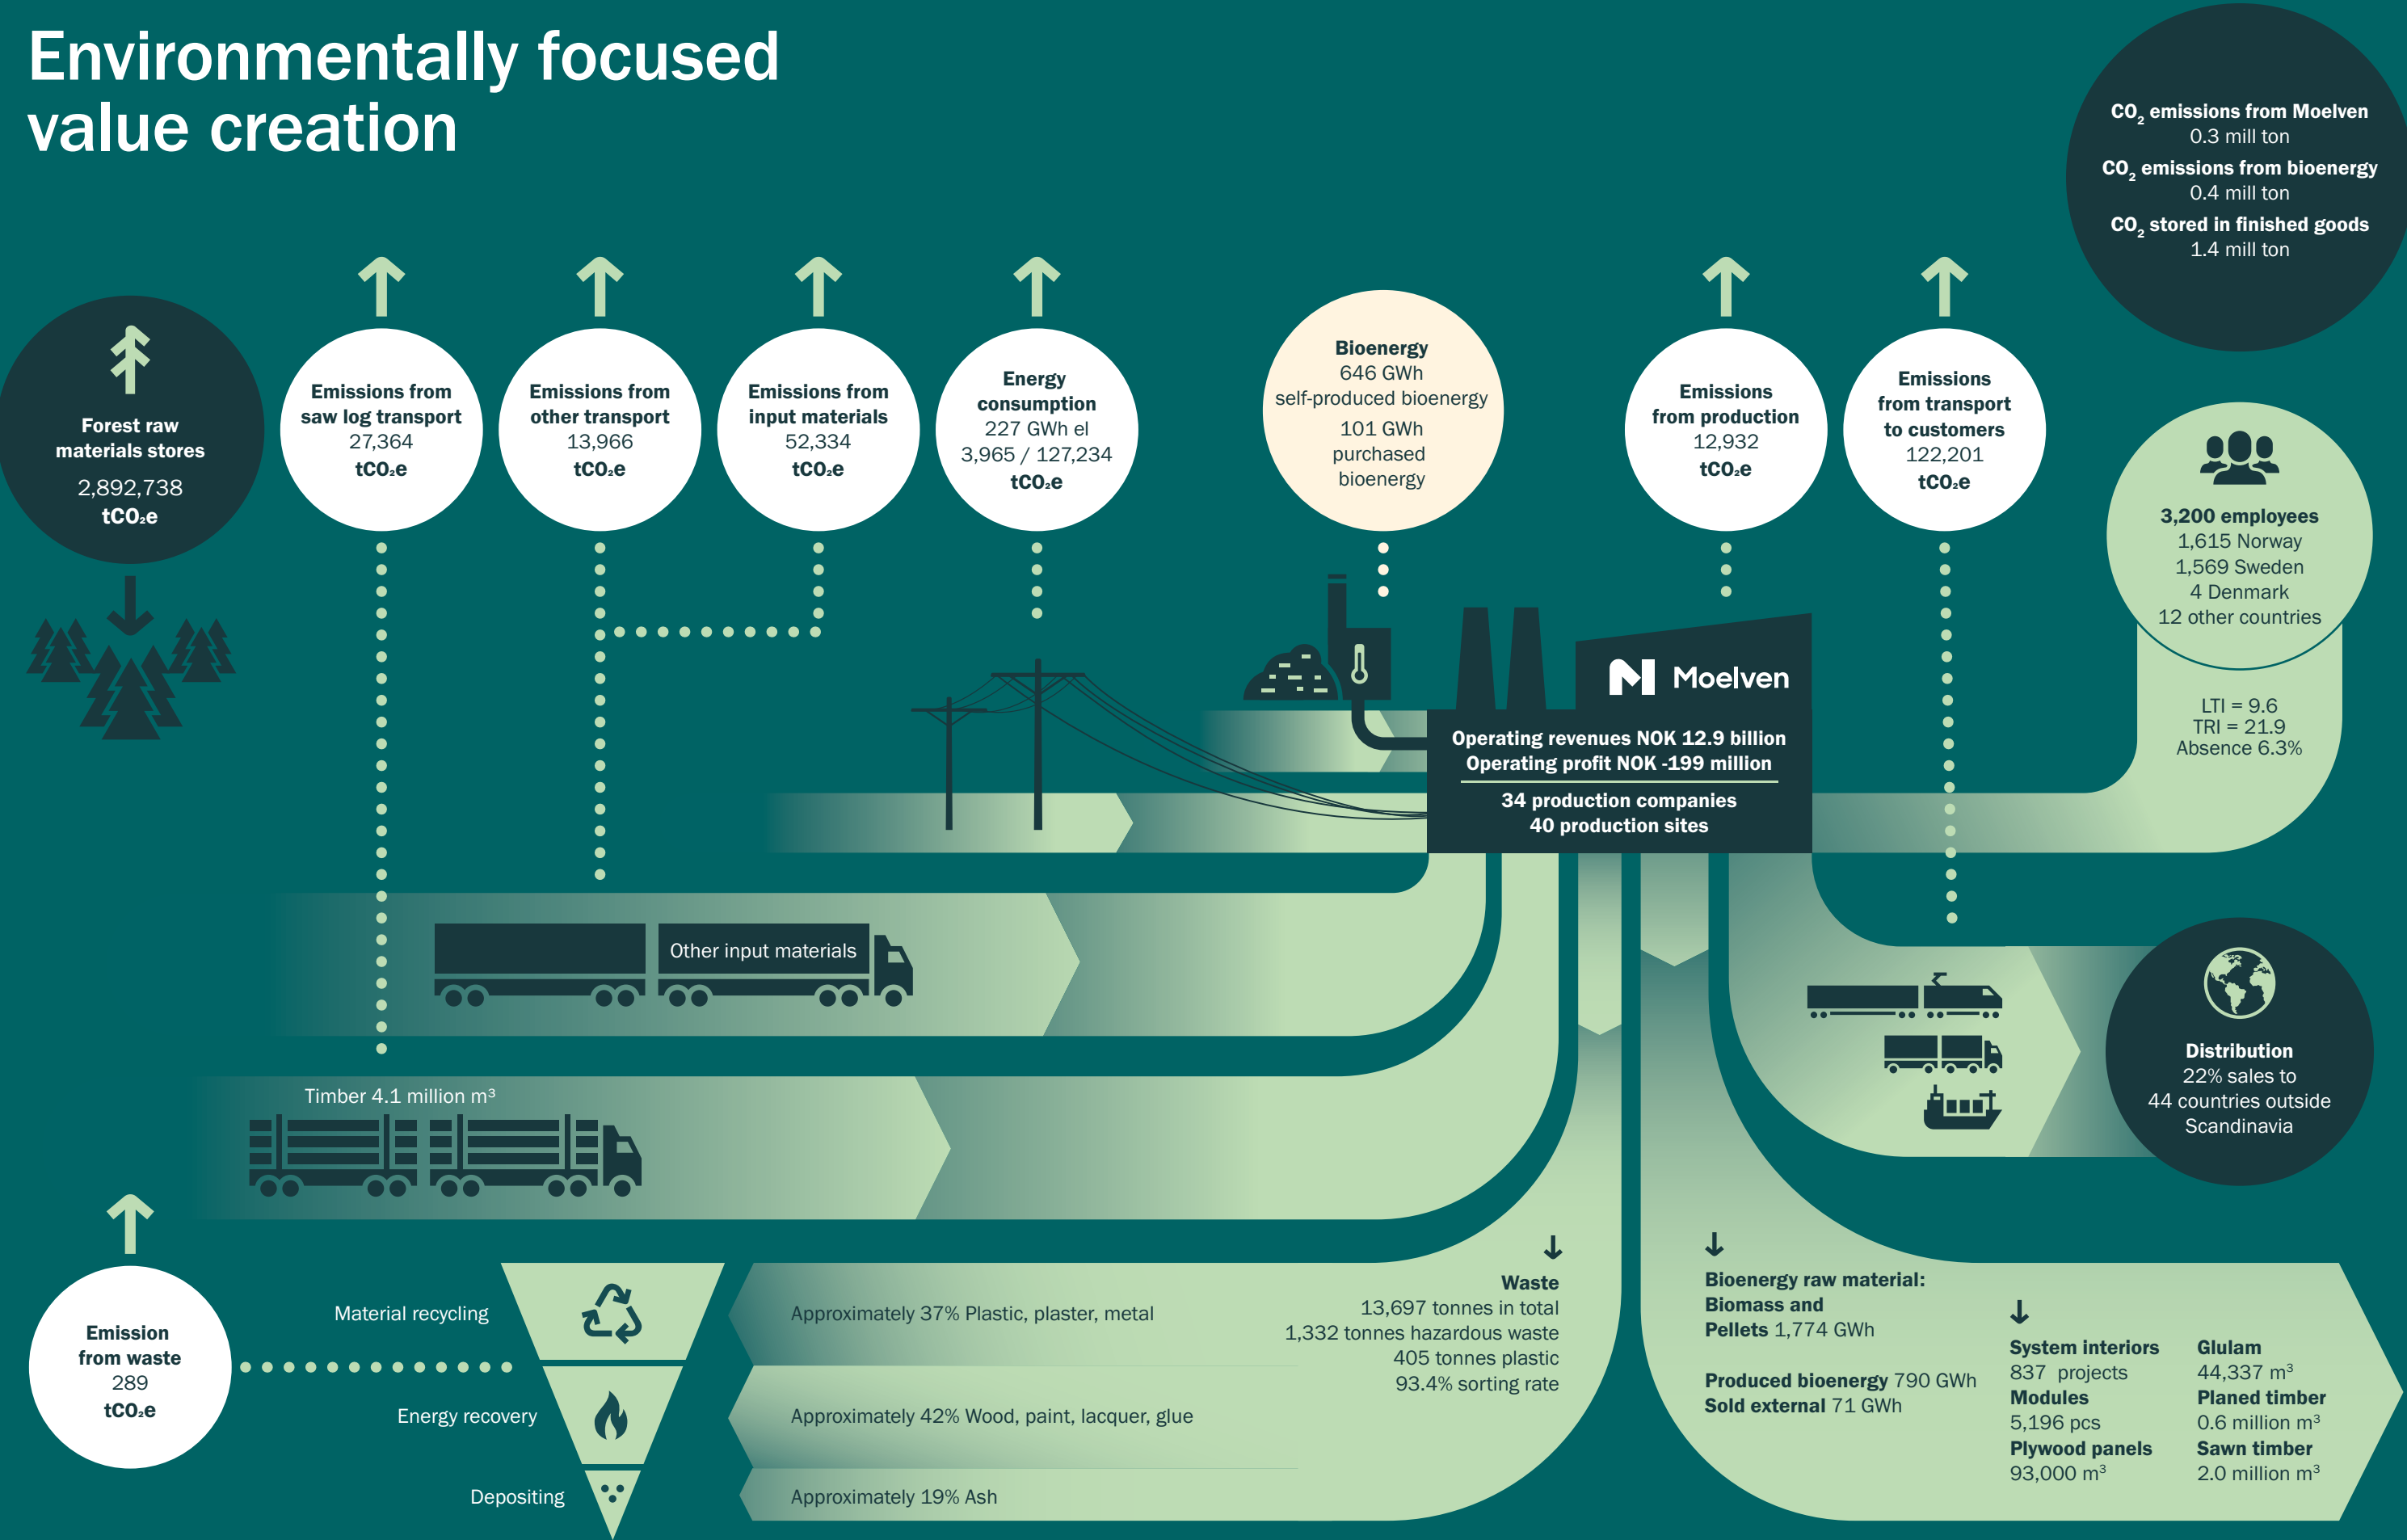 Environmentally focused
value creation
CO₂ emissions from Moelven
0.3 mill ton
CO₂ emissions from bioenergy
0.4 mill ton
CO₂ stored in finished goods
1.4 mill ton
Forest raw
materials stores
2,892,738
tCO₂e
Emissions from
saw log transport
27,364
tCO₂e
Emissions from
other transport
13,966
tCO₂e
Emissions from
input materials
52,334
tCO₂e
Energy
consumption
227 GWh el
3,965 / 127,234
tCO₂e
Bioenergy
646 GWh
self-produced bioenergy
101 GWh
purchased
bioenergy
Emissions
from production
12,932
tCO₂e
Emissions
from transport
to customers
122,201
tCO₂e
3,200 employees
1,615 Norway
1,569 Sweden
4 Denmark
12 other countries
LTI = 9.6
TRI = 21.9
Absence 6.3%
Moelven
Operating revenues NOK 12.9 billion
Operating profit NOK -199 million
34 production companies
40 production sites
Other input materials
Timber 4.1 million m³
Distribution
22% sales to
44 countries outside
Scandinavia
Emission
from waste
289
tCO₂e
Material recycling
Energy recovery
Depositing
Approximately 37% Plastic, plaster, metal
Approximately 42% Wood, paint, lacquer, glue
Approximately 19% Ash
Waste
13,697 tonnes in total
1,332 tonnes hazardous waste
405 tonnes plastic
93.4% sorting rate
Bioenergy raw material:
Biomass and
Pellets 1,774 GWh
Produced bioenergy 790 GWh
Sold external 71 GWh
System interiors
837 projects
Modules
5,196 pcs
Plywood panels
93,000 m³
Glulam
44,337 m³
Planed timber
0.6 million m³
Sawn timber
2.0 million m³